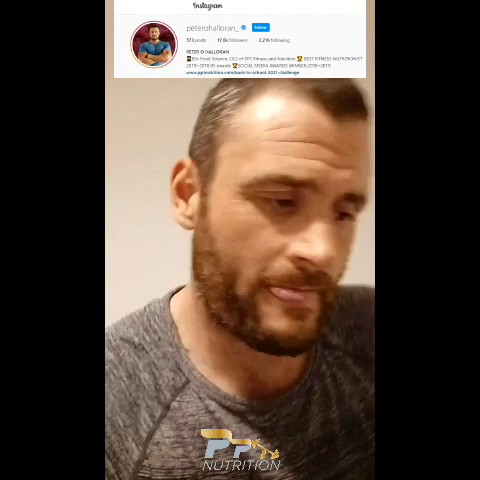 Instagram
peterohalloran_ Follow
573 posts 17.6k followers 2,216 following
PETER O HALLORAN
BSc Food Science. CEO of PPT Fitness and Nutrition 🏆 BEST FITNESS NUTRITIONIST
SOCIAL MEDIA AWARDS WINNER 2018+2019
www.pptnutrition.com/back-to-school-2021-challenge
NUTRITION